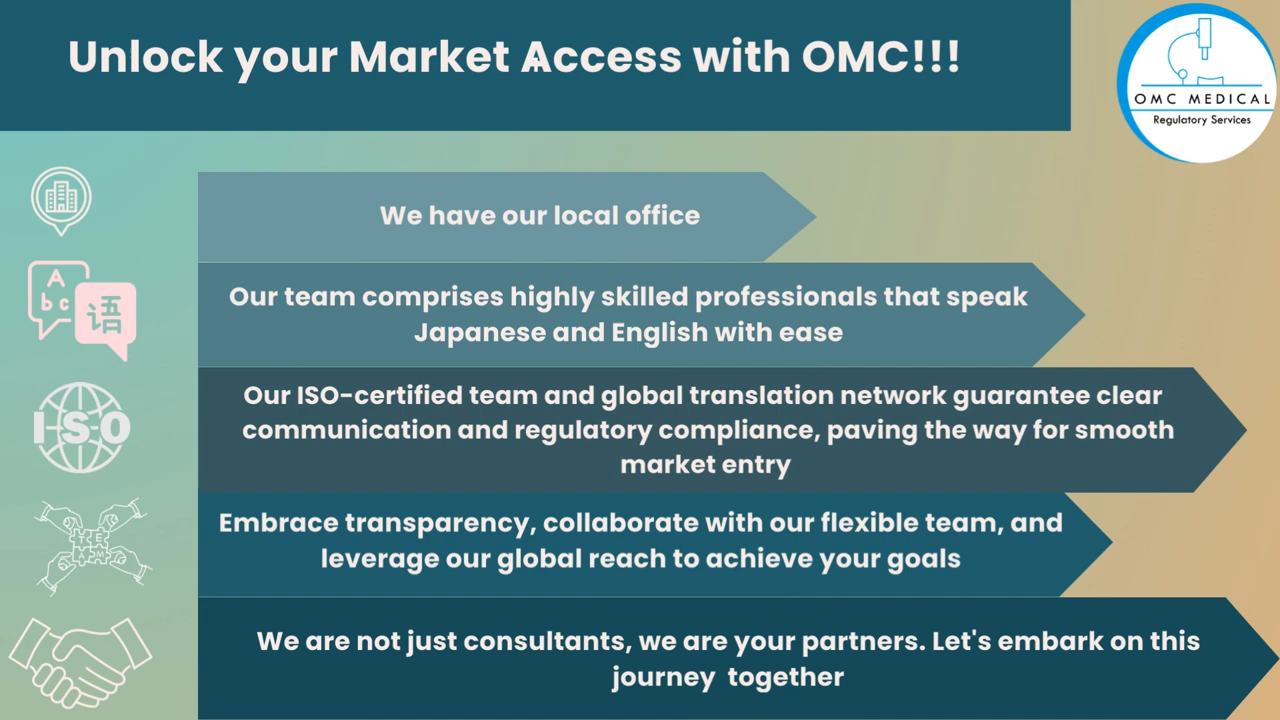 Unlock your Market Access with OMC!!!
OMC MEDICAL
Regulatory Services
We have our local office
A
bc
语
Our team comprises highly skilled professionals that speak
Japanese and English with ease
ISO
Our ISO-certified team and global translation network guarantee clear
communication and regulatory compliance, paving the way for smooth
market entry
TEAM
Embrace transparency, collaborate with our flexible team, and
leverage our global reach to achieve your goals
We are not just consultants, we are your partners. Let's embark on this
journey  together